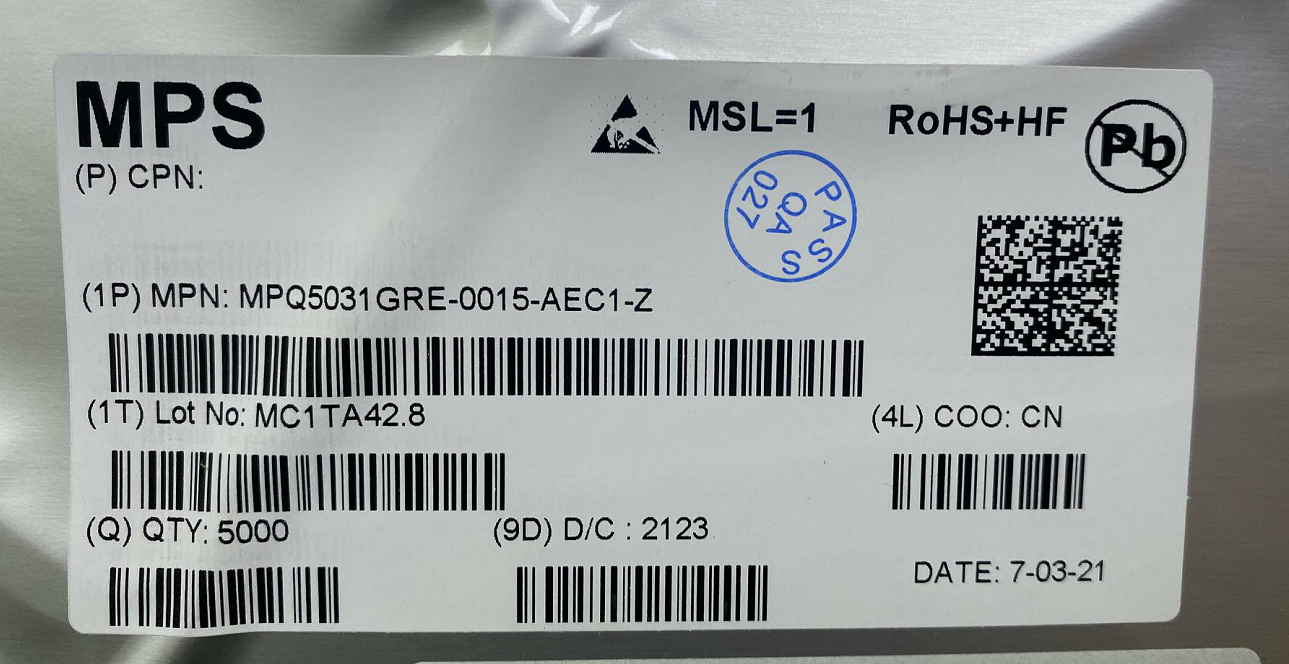 MPS
MSL=1
RoHS+HF
Pb
(P) CPN:
PASS
QA
027
(1P) MPN: MPQ5031GRE-0015-AEC1-Z
(1T) Lot No: MC1TA42.8
(4L) COO: CN
(Q) QTY: 5000
(9D) D/C : 2123
DATE: 7-03-21